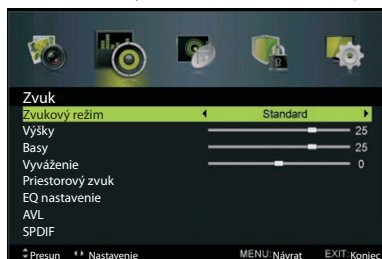 Zvuk
Zvukový režim Standard
Výšky 25
Basy 25
Vyváženie 0
Priestorový zvuk
EQ nastavenie
AVL
SPDIF
Presun Nastavenie MENU: Návrat EXIT: Koniec